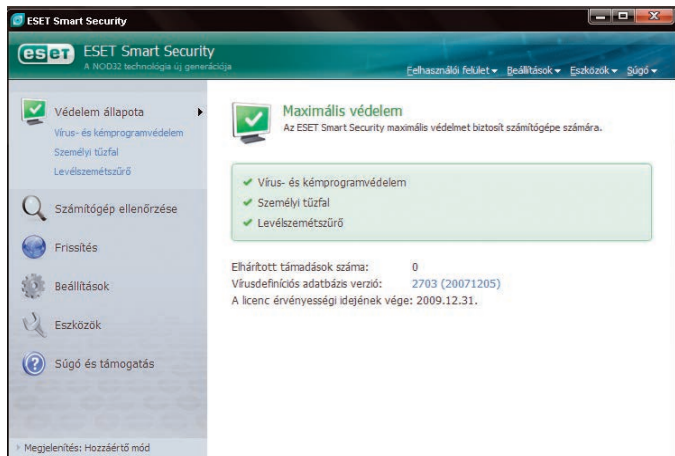 ESET Smart Security
eseT ESET Smart Security
A NOD32 technológia új generációja
Felhasználói felület Beállítások Eszközök Súgó
Védelem állapota
Vírus- és kémprogramvédelem
Személyi tűzfal
Levélszemétszűrő
Számítógép ellenőrzése
Frissítés
Beállítások
Eszközök
Súgó és támogatás
Megjelenítés: Hozzáértő mód
Maximális védelem
Az ESET Smart Security maximális védelmet biztosít számítógépe számára.
Vírus- és kémprogramvédelem
Személyi tűzfal
Levélszemétszűrő
Elhárított támadások száma: 0
Vírusdefiníciós adatbázis verzió: 2703 (20071205)
A licenc érvényességi idejének vége: 2009.12.31.